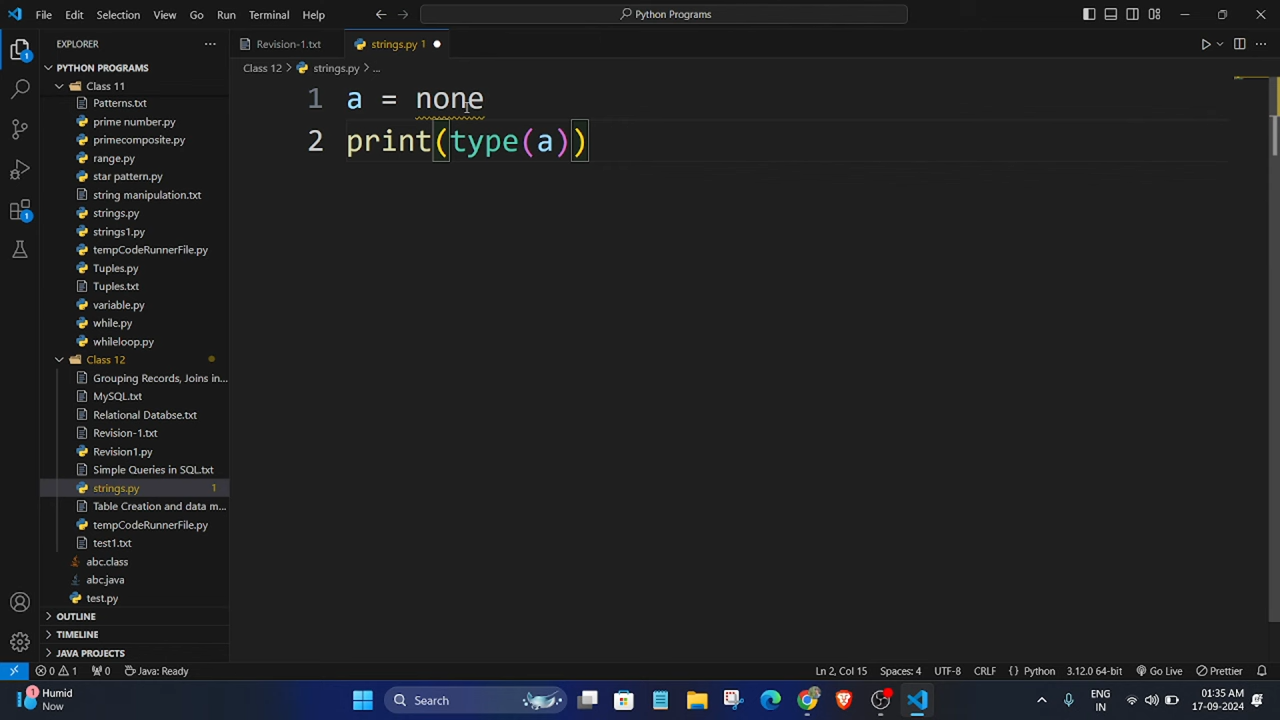 File Edit Selection View Go Run Terminal Help
Python Programs
EXPLORER
Revision-1.txt
strings.py 1
PYTHON PROGRAMS
Class 12
strings.py
...
Class 11
Patterns.txt
prime number.py
primecomposite.py
range.py
star pattern.py
string manipulation.txt
strings.py
strings1.py
tempCodeRunnerFile.py
Tuples.py
Tuples.txt
variable.py
while.py
whileloop.py
Class 12
Grouping Records, Joins in...
MySQL.txt
Relational Databse.txt
Revision-1.txt
Revision1.py
Simple Queries in SQL.txt
strings.py 1
Table Creation and data m...
tempCodeRunnerFile.py
test1.txt
abc.class
abc.java
test.py
OUTLINE
TIMELINE
JAVA PROJECTS
1 a = none
2 print(type(a))
1
1
0 1 0 Java: Ready
Ln 2, Col 15 Spaces: 4 UTF-8 CRLF {} Python 3.12.0 64-bit Go Live Prettier
1
Humid
Now
Search
ENG
IN
01:35 AM
17-09-2024